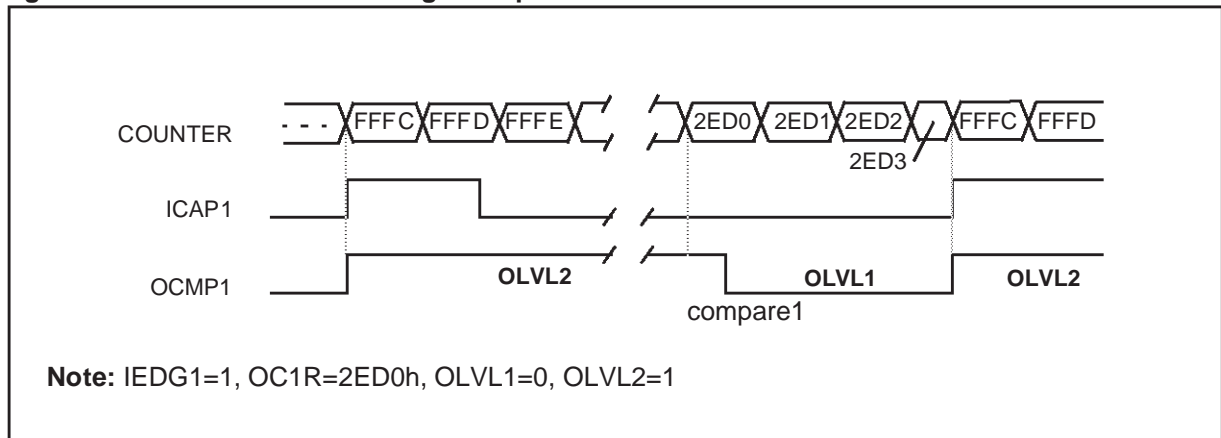 COUNTER
- - - FFFC FFFD FFFE 2ED0 2ED1 2ED2 FFFC FFFD
2ED3
ICAP1
OCMP1
OLVL2 OLVL1 OLVL2
compare1
Note: IEDG1=1, OC1R=2ED0h, OLVL1=0, OLVL2=1